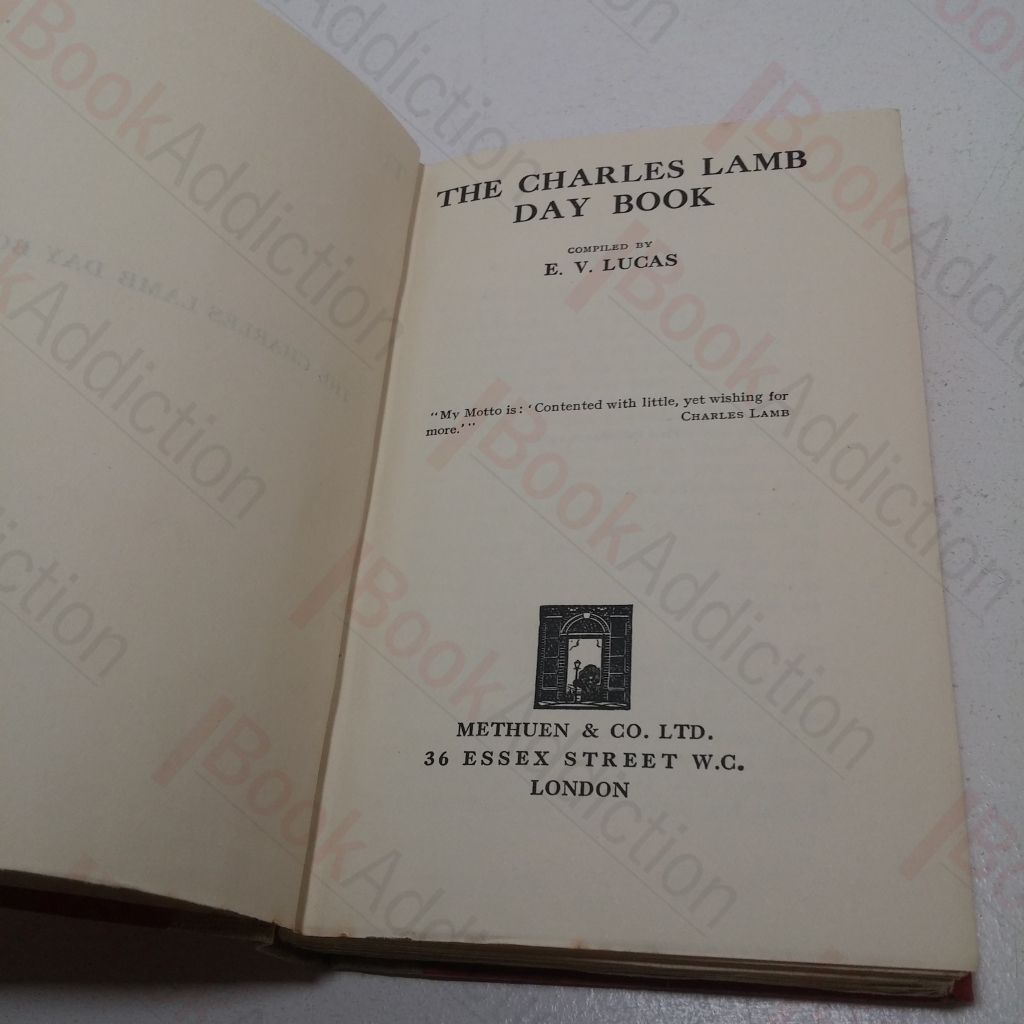 THE CHARLES LAMB
DAY BOOK
COMPILED BY
E. V. LUCAS
"My Motto is: 'Contented with little, yet wishing for
more.'"
CHARLES LAMB
METHUEN & CO. LTD.
36 ESSEX STREET W.C.
LONDON
BookAddiction